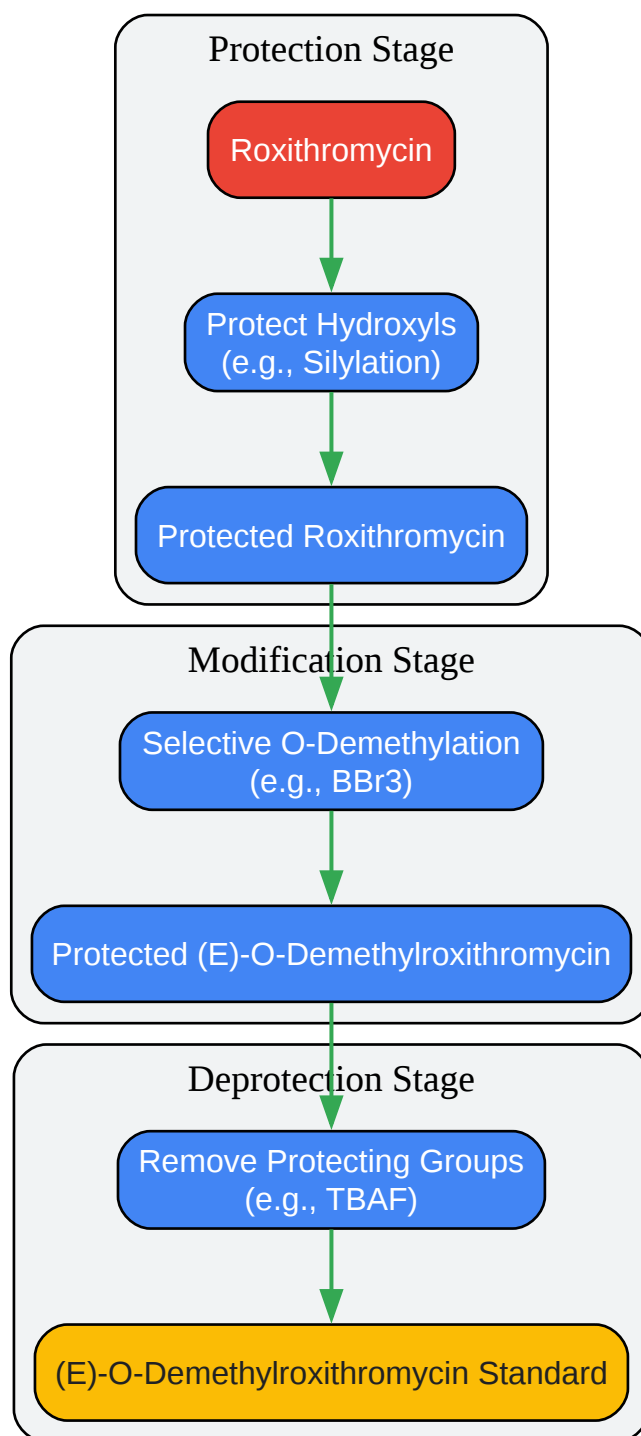 Protection Stage
Roxithromycin
Protect Hydroxyls
(e.g., Silylation)
Protected Roxithromycin
Modification Stage
Selective O-Demethylation
(e.g., BBr3)
Protected (E)-O-Demethylroxithromycin
Deprotection Stage
Remove Protecting Groups
(e.g., TBAF)
(E)-O-Demethylroxithromycin Standard